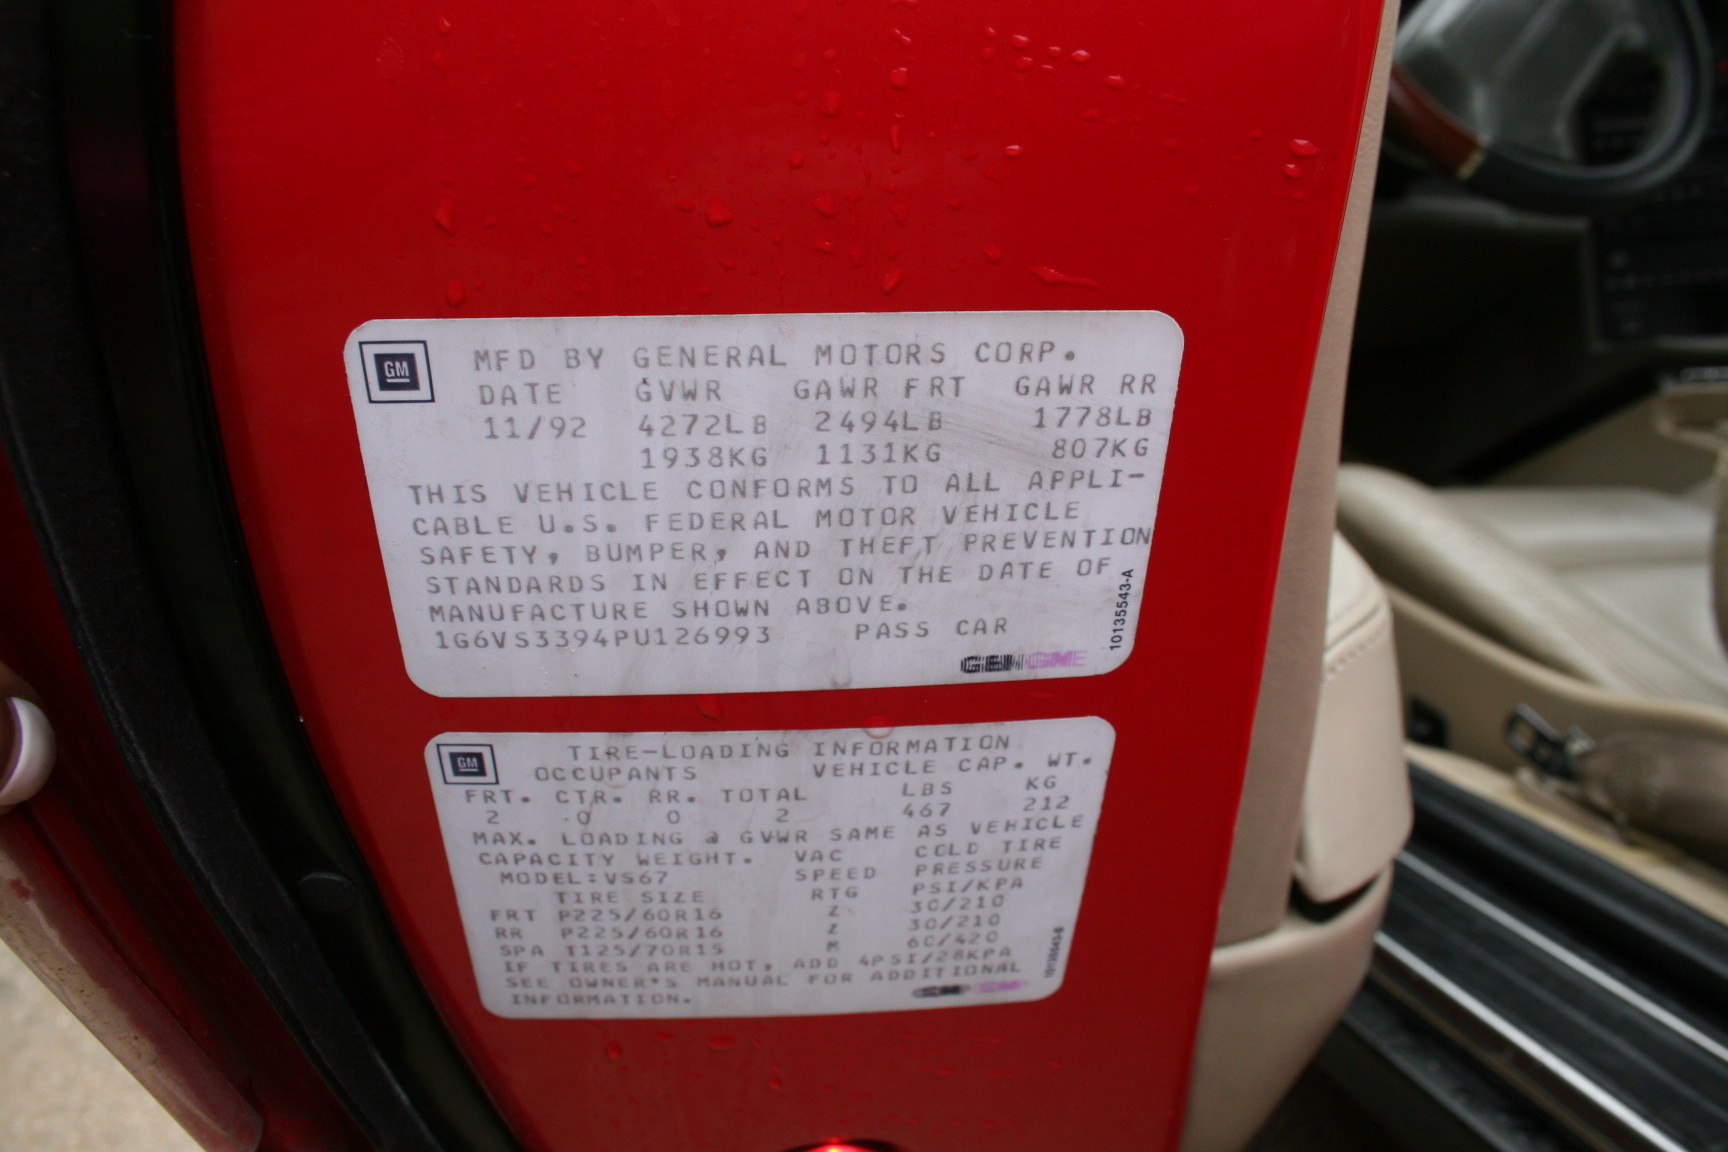 GM
MFD BY GENERAL MOTORS CORP.
DATE GVWR GAWR FRT GAWR RR
11/92 4272LB 2494LB 1778LB
1938KG 1131KG 807KG
THIS VEHICLE CONFORMS TO ALL APPLI-
CABLE U.S. FEDERAL MOTOR VEHICLE
SAFETY, BUMPER, AND THEFT PREVENTION
STANDARDS IN EFFECT ON THE DATE OF
MANUFACTURE SHOWN ABOVE.
1G6VS3394PU126993 PASS CAR
10135543-A
GM
TIRE-LOADING INFORMATION
OCCUPANTS VEHICLE CAP. WT.
FRT. CTR. RR. TOTAL LBS KG
2 0 0 2 467 212
MAX. LOADING @ GVWR SAME AS VEHICLE
CAPACITY WEIGHT. VAC COLD TIRE
MODEL:VS67 SPEED PRESSURE
TIRE SIZE RTG PSI/KPA
FRT P225/60R16 Z 30/210
RR P225/60R16 Z 30/210
SPA T125/70R15 M 60/420
IF TIRES ARE HOT, ADD 4PSI/28KPA
SEE OWNER'S MANUAL FOR ADDITIONAL
INFORMATION.
10135543-B